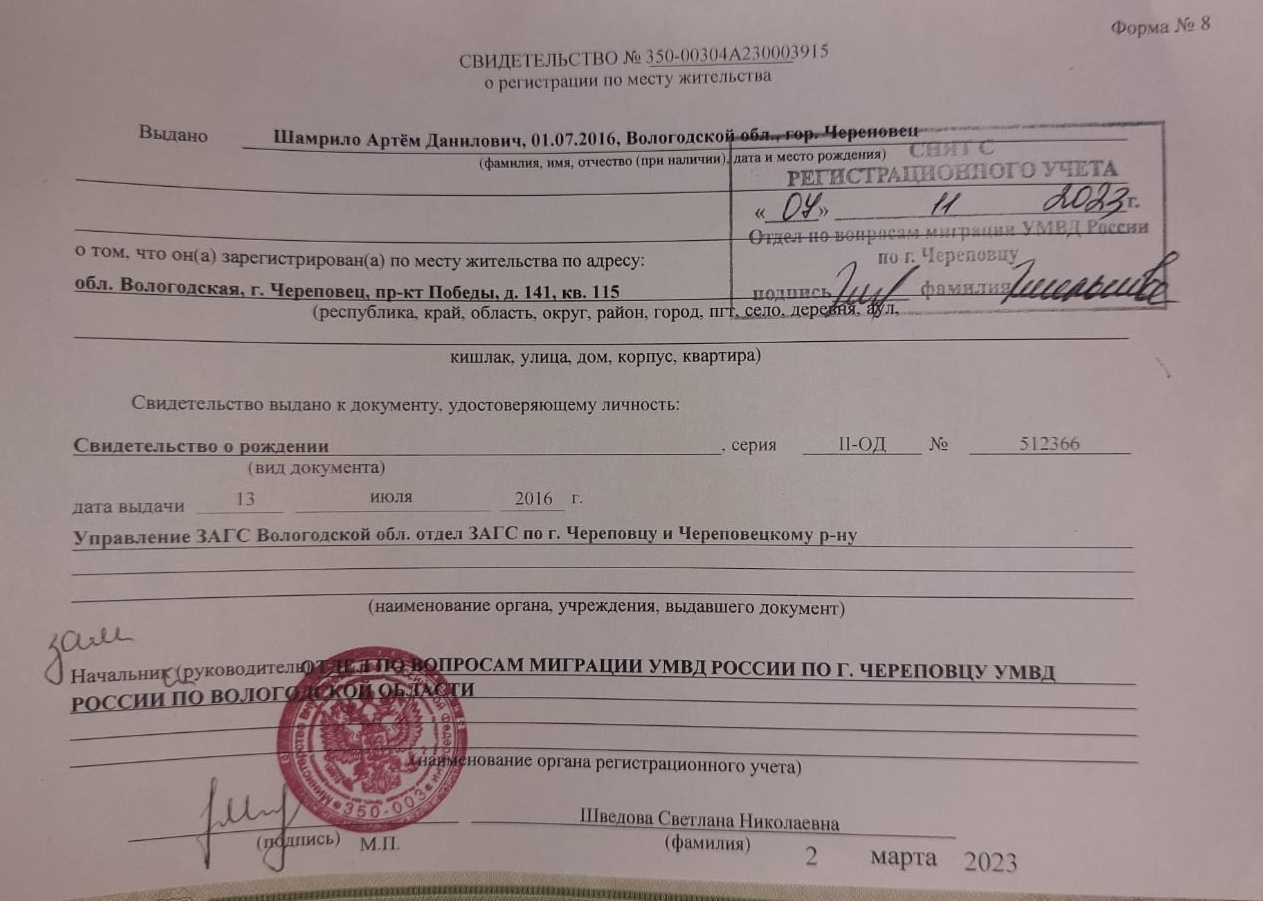 Форма № 8
СВИДЕТЕЛЬСТВО № 350-00304А230003915
о регистрации по месту жительства
Выдано Шамрило Артём Данилович, 01.07.2016, Вологодской обл., гор. Череповец
(фамилия, имя, отчество (при наличии), дата и место рождения)
СНЯТ С
РЕГИСТРАЦИОННОГО УЧЕТА
«04» 11 2023г.
Отдел по вопросам миграции УМВД России
по г. Череповцу
подпись фамилия
о том, что он(а) зарегистрирован(а) по месту жительства по адресу:
обл. Вологодская, г. Череповец, пр-кт Победы, д. 141, кв. 115
(республика, край, область, округ, район, город, пгт, село, деревня, аул,
кишлак, улица, дом, корпус, квартира)
Свидетельство выдано к документу, удостоверяющему личность:
Свидетельство о рождении, серия II-ОД № 512366
(вид документа)
дата выдачи 13 июля 2016 г.
Управление ЗАГС Вологодской обл. отдел ЗАГС по г. Череповцу и Череповецкому р-ну
(наименование органа, учреждения, выдавшего документ)
зам
Начальник (руководитель) ОТДЕЛ ПО ВОПРОСАМ МИГРАЦИИ УМВД РОССИИ ПО Г. ЧЕРЕПОВЦУ УМВД
РОССИИ ПО ВОЛОГОДСКОЙ ОБЛАСТИ
(наименование органа регистрационного учета)
350-003
Шведова Светлана Николаевна
(подпись) М.П. (фамилия)
2 марта 2023